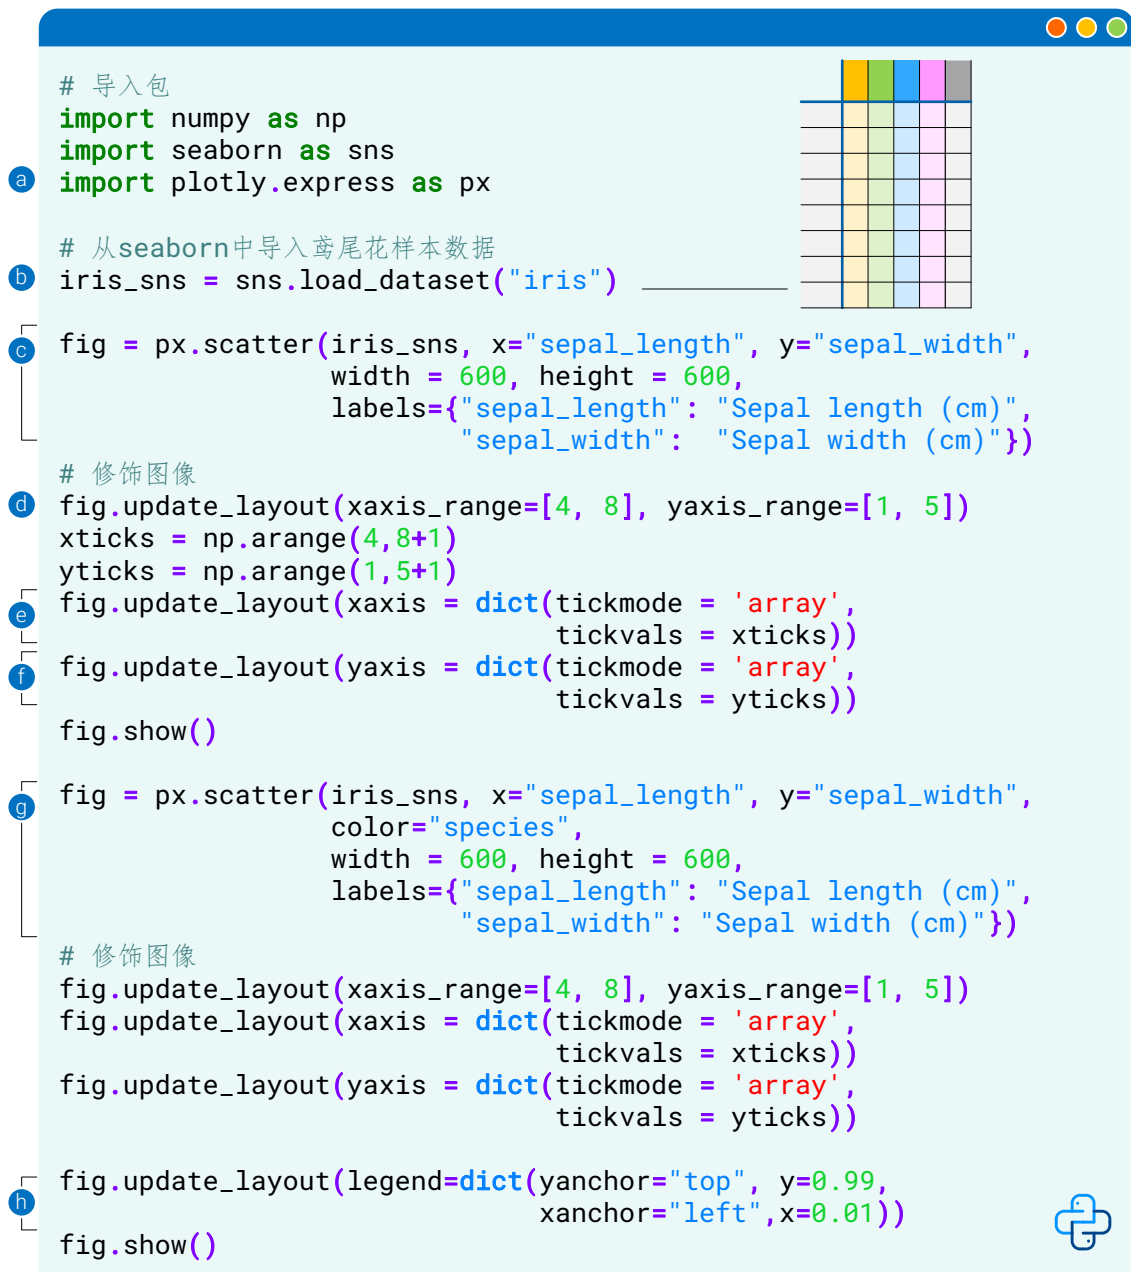 # 导入包
import numpy as np
import seaborn as sns
a import plotly.express as px
# 从seaborn中导入鸢尾花样本数据
b iris_sns = sns.load_dataset("iris")
c fig = px.scatter(iris_sns, x="sepal_length", y="sepal_width",
width = 600, height = 600,
labels={"sepal_length": "Sepal length (cm)",
"sepal_width":  "Sepal width (cm)"})
# 修饰图像
d fig.update_layout(xaxis_range=[4, 8], yaxis_range=[1, 5])
xticks = np.arange(4,8+1)
yticks = np.arange(1,5+1)
e fig.update_layout(xaxis = dict(tickmode = 'array',
tickvals = xticks))
f fig.update_layout(yaxis = dict(tickmode = 'array',
tickvals = yticks))
fig.show()
g fig = px.scatter(iris_sns, x="sepal_length", y="sepal_width",
color="species",
width = 600, height = 600,
labels={"sepal_length": "Sepal length (cm)",
"sepal_width": "Sepal width (cm)"})
# 修饰图像
fig.update_layout(xaxis_range=[4, 8], yaxis_range=[1, 5])
fig.update_layout(xaxis = dict(tickmode = 'array',
tickvals = xticks))
fig.update_layout(yaxis = dict(tickmode = 'array',
tickvals = yticks))
h fig.update_layout(legend=dict(yanchor="top", y=0.99,
xanchor="left",x=0.01))
fig.show()